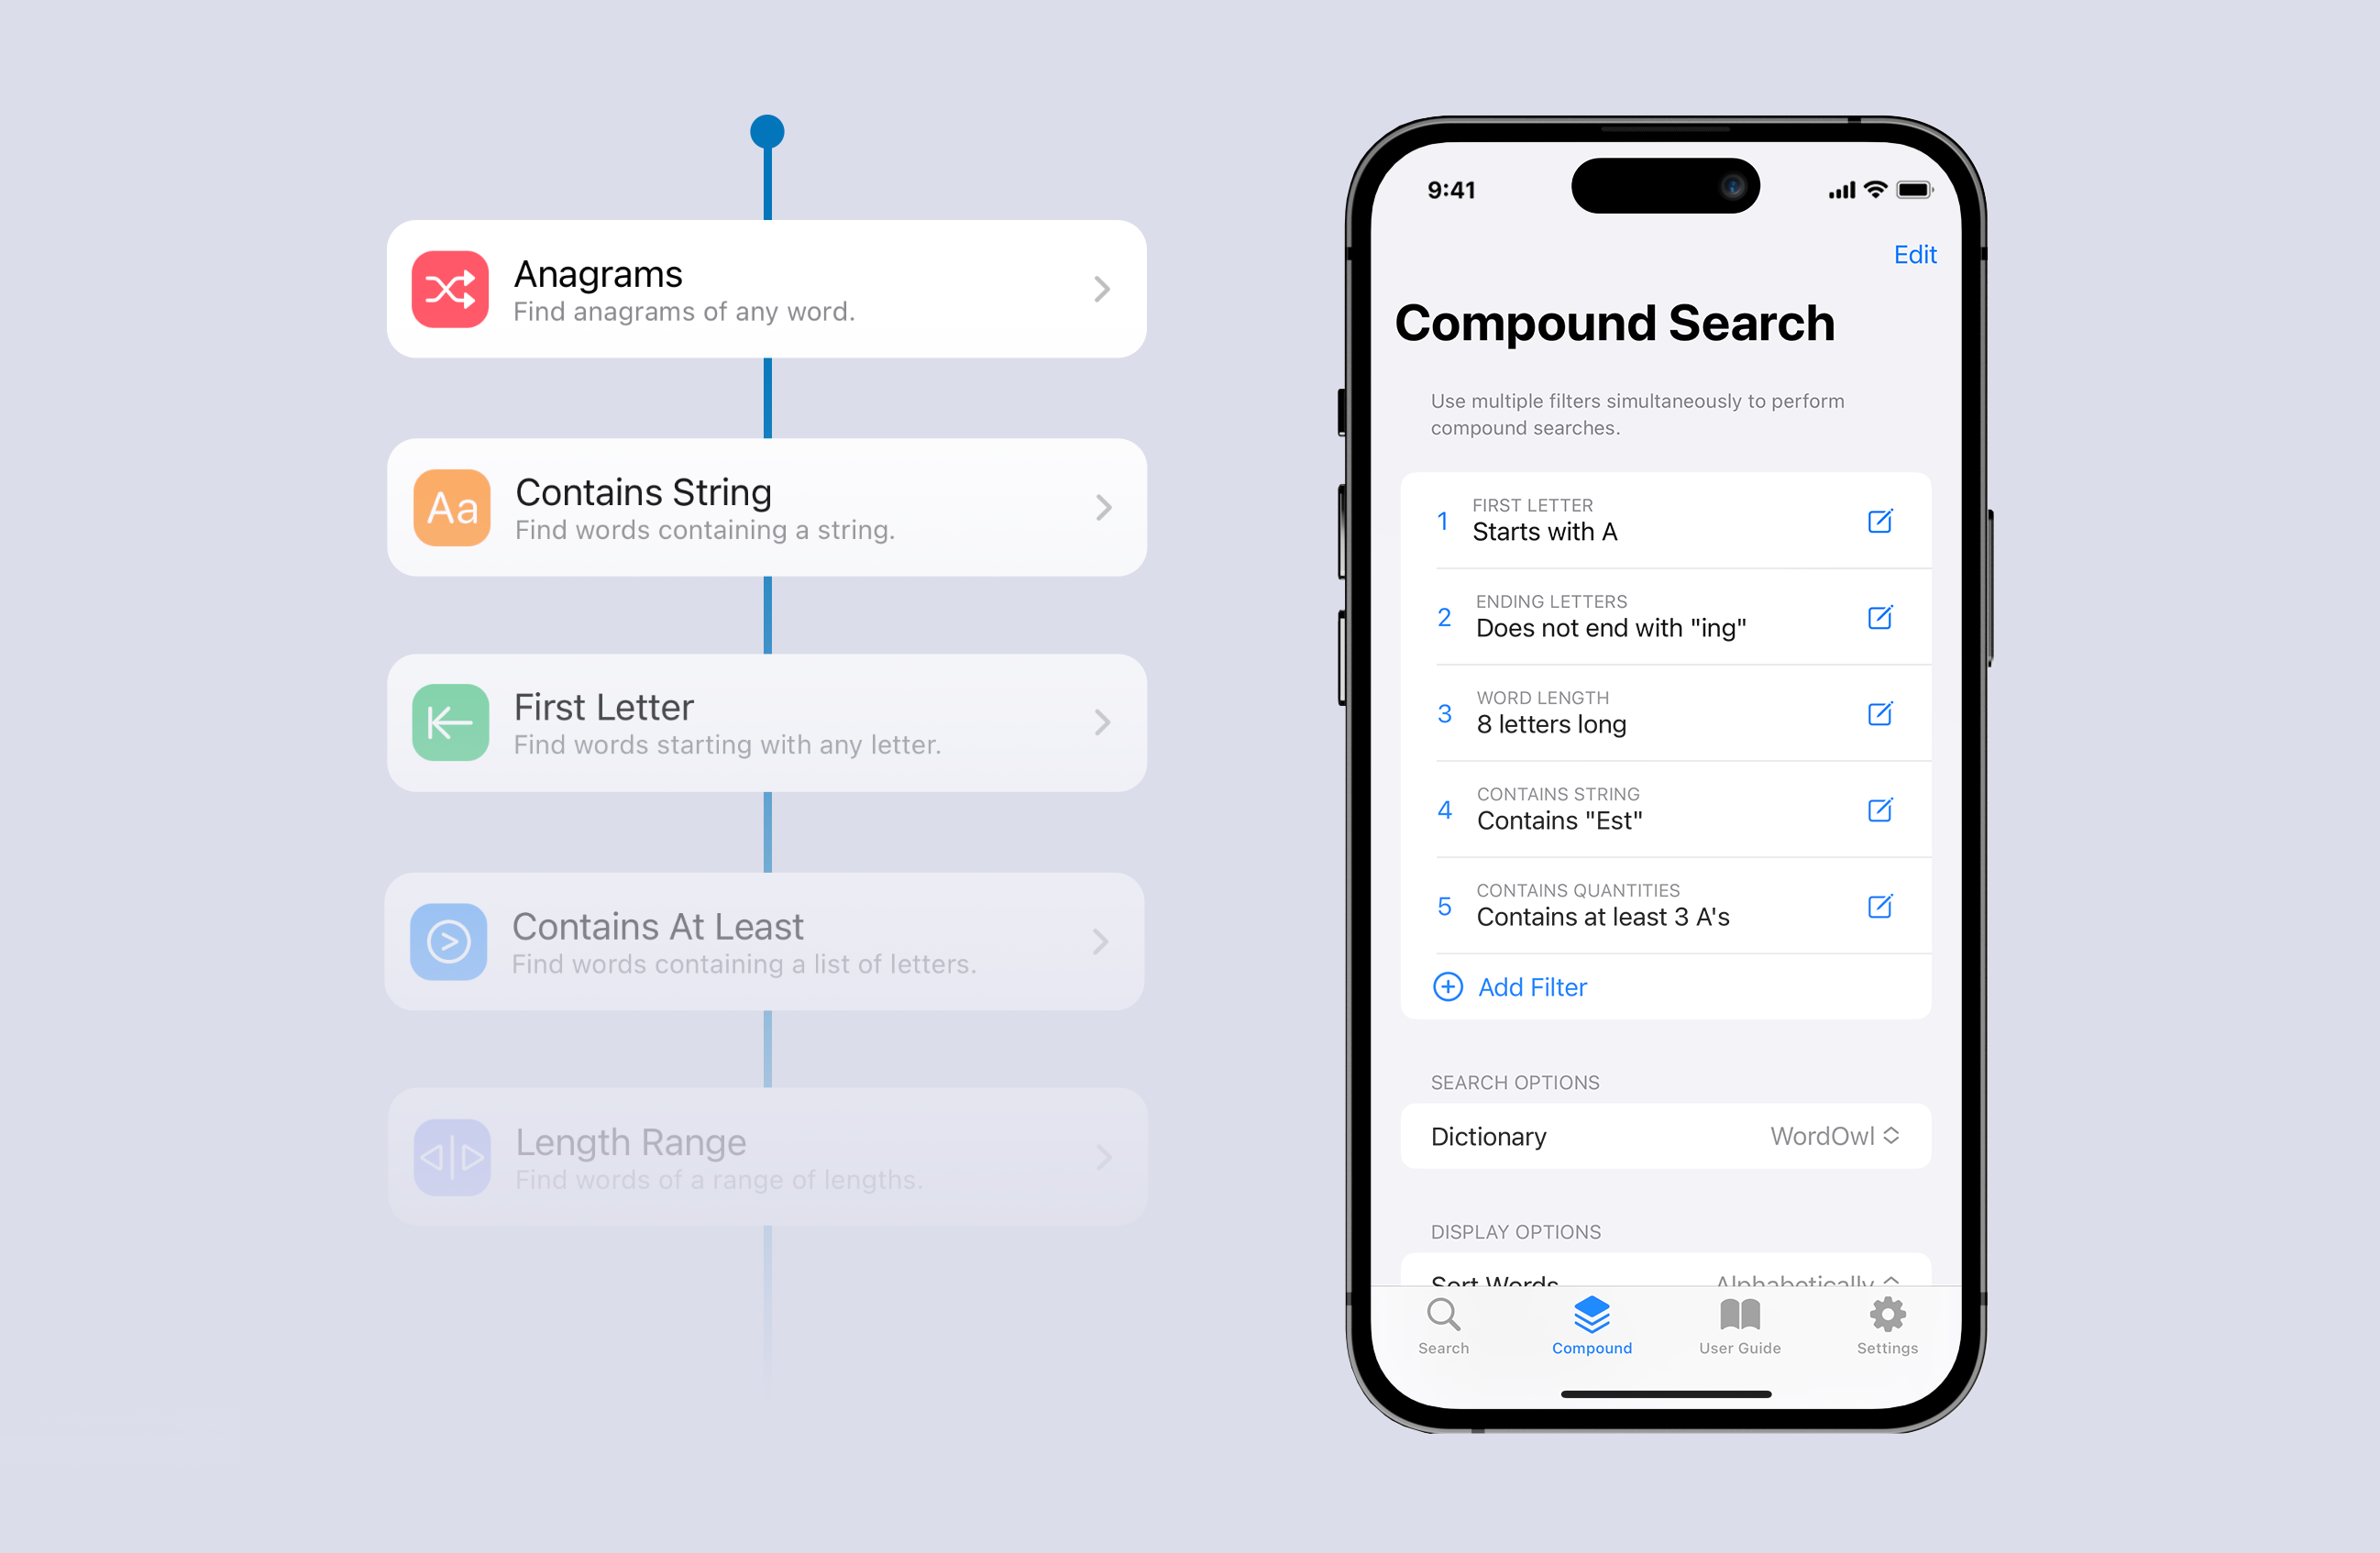 Anagrams
Find anagrams of any word.
Aa
Contains String
Find words containing a string.
First Letter
Find words starting with any letter.
Contains At Least
Find words containing a list of letters.
Length Range
Find words of a range of lengths.
9:41
Edit
Compound Search
Use multiple filters simultaneously to perform
compound searches.
1
FIRST LETTER
Starts with A
2
ENDING LETTERS
Does not end with "ing"
3
WORD LENGTH
8 letters long
4
CONTAINS STRING
Contains "Est"
5
CONTAINS QUANTITIES
Contains at least 3 A's
Add Filter
SEARCH OPTIONS
Dictionary WordOwl
DISPLAY OPTIONS
Sort Words Alphabetically
Search Compound User Guide Settings